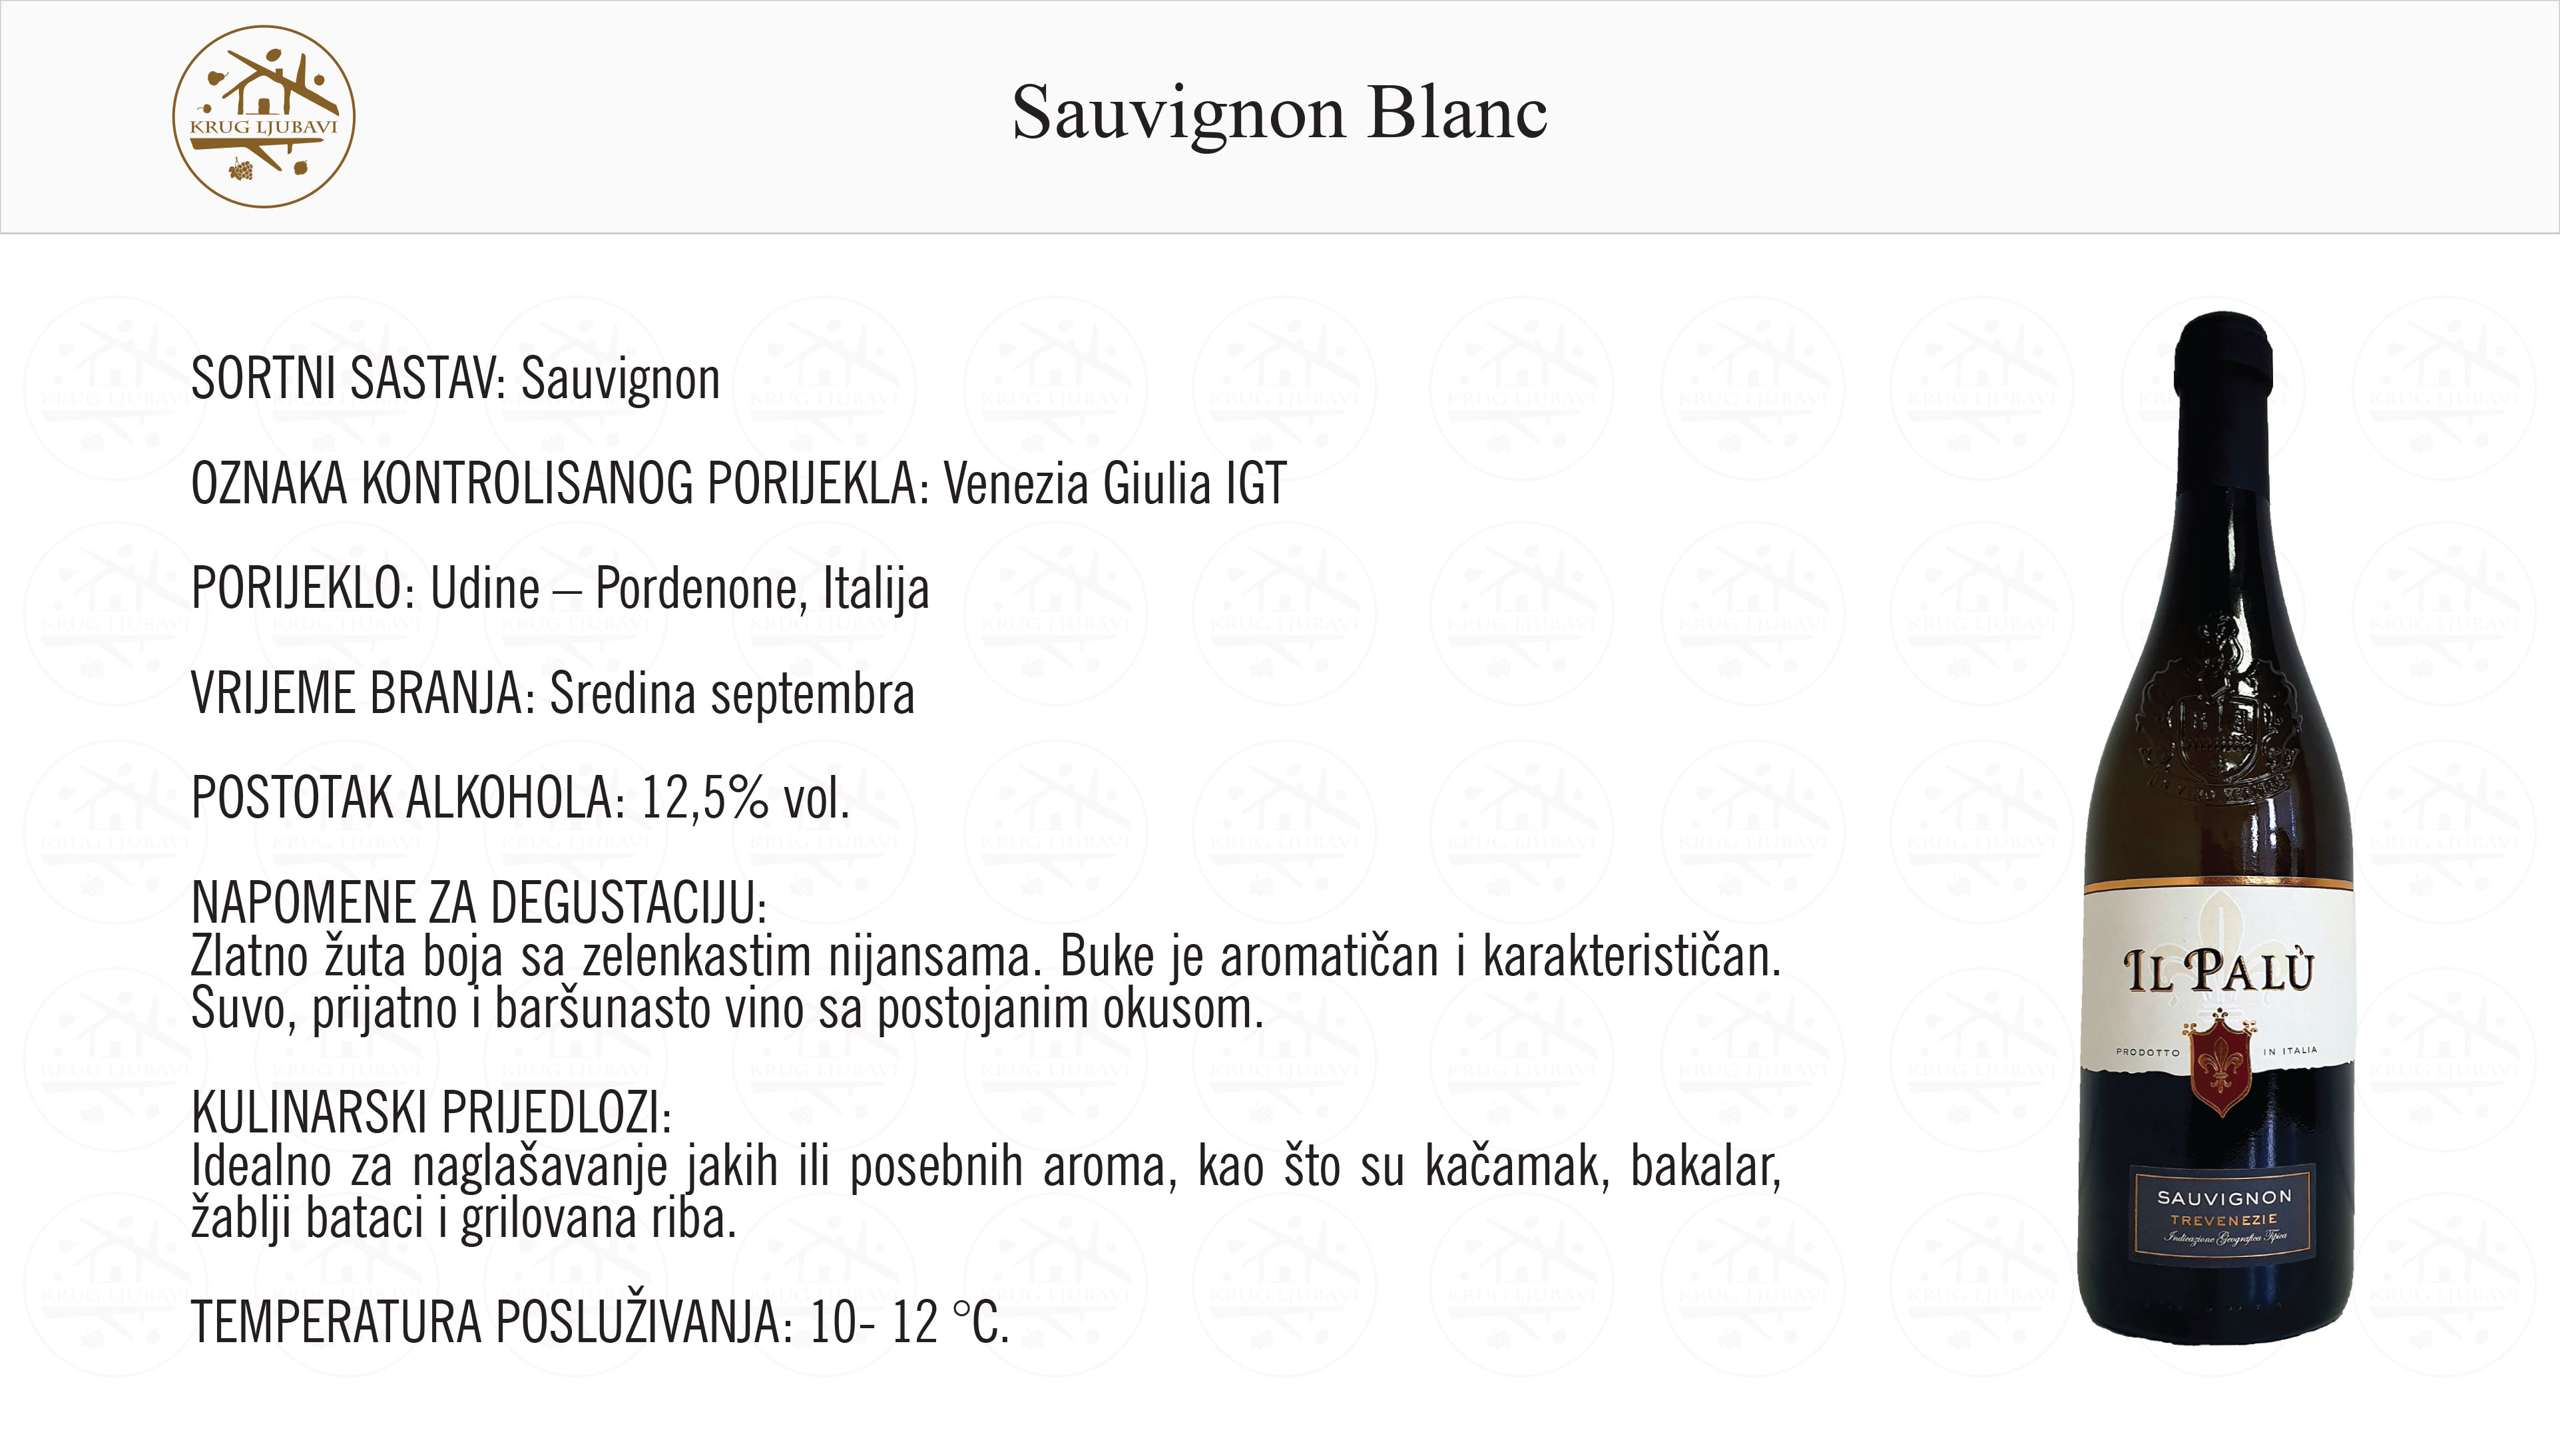 KRUG LJUBAVI
Sauvignon Blanc
SORTNI SASTAV: Sauvignon
OZNAKA KONTROLISANOG PORIJEKLA: Venezia Giulia IGT
PORIJEKLO: Udine – Pordenone, Italija
VRIJEME BRANJA: Sredina septembra
POSTOTAK ALKOHOLA: 12,5% vol.
NAPOMENE ZA DEGUSTACIJU:
Zlatno žuta boja sa zelenkastim nijansama. Buke je aromatičan i karakterističan.
Suvo, prijatno i baršunasto vino sa postojanim okusom.
KULINARSKI PRIJEDLOZI:
Idealno za naglašavanje jakih ili posebnih aroma, kao što su kačamak, bakalar,
žablji bataci i grilovana riba.
TEMPERATURA POSLUŽIVANJA: 10- 12 °C.
IL PALÙ
PRODOTTO IN ITALIA
SAUVIGNON
TREVENEZIE
Indicazione Geografica Tipica